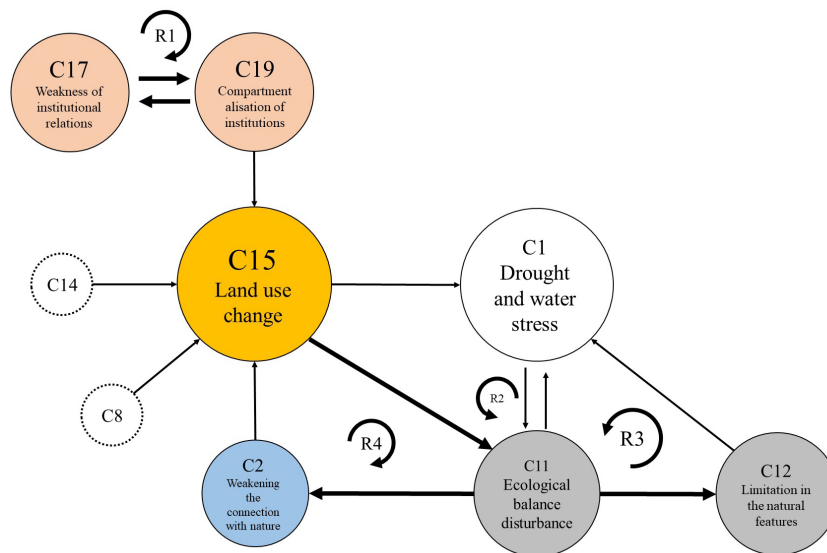 R1
C17
Weakness of
institutional
relations
C19
Compartment
alisation of
institutions
C15
Land use
change
C1
Drought
and water
stress
C14
C8
R2
R4
R3
C2
Weakening
the
connection
with nature
C11
Ecological
balance
disturbance
C12
Limitation in
the natural
features